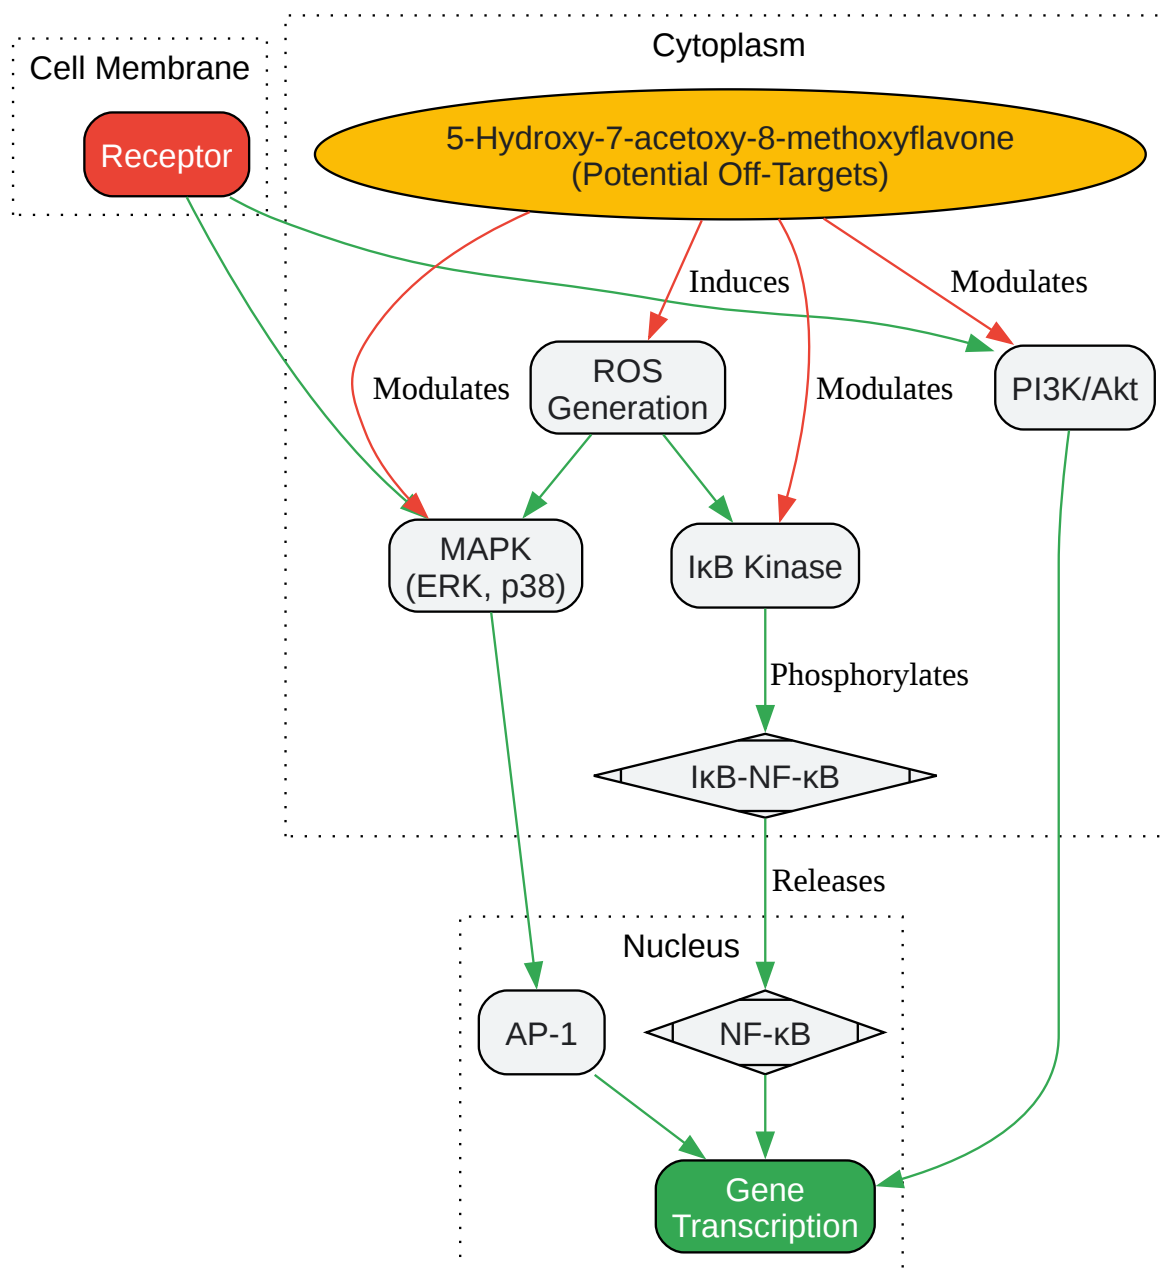 Cytoplasm
Cell Membrane
Receptor
5-Hydroxy-7-acetoxy-8-methoxyflavone
(Potential Off-Targets)
Induces
Modulates
ROS
Generation
Modulates
Modulates
PI3K/Akt
MAPK
(ERK, p38)
IκB Kinase
Phosphorylates
IκB-NF-κB
Releases
Nucleus
AP-1
NF-κB
Gene
Transcription